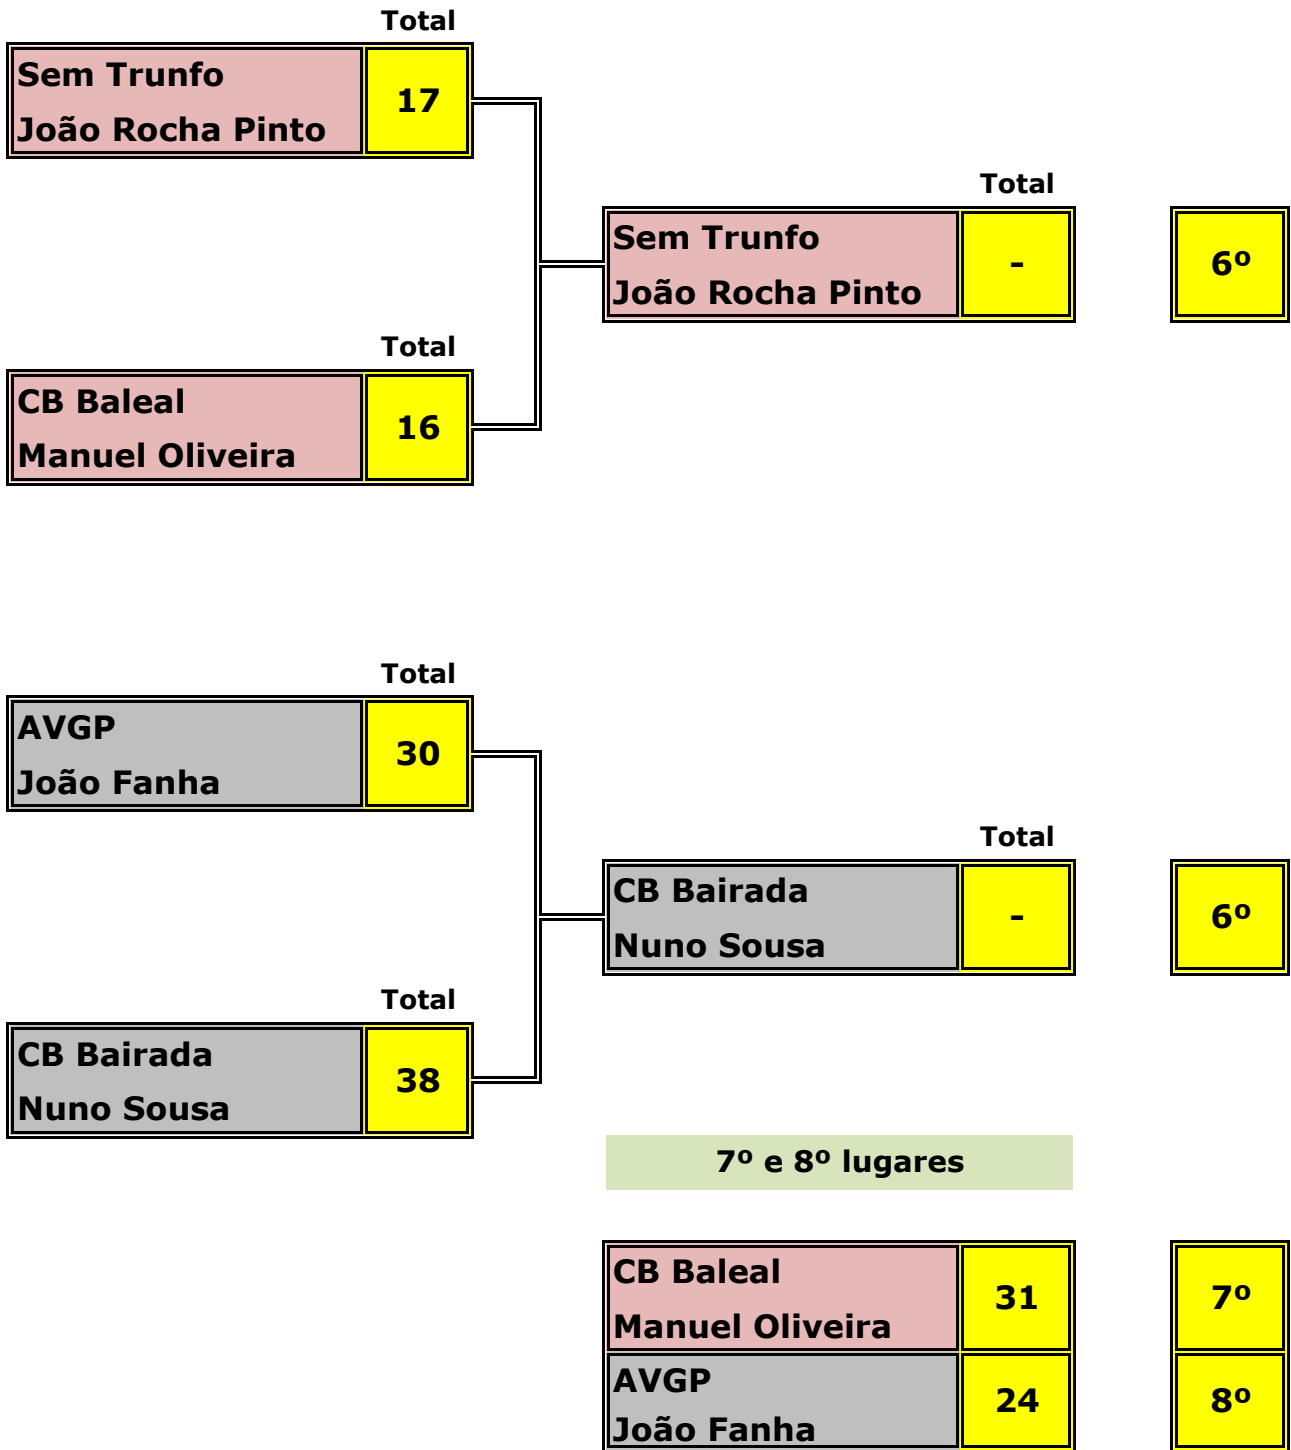 Total
Sem Trunfo
João Rocha Pinto
17
Total
Sem Trunfo
João Rocha Pinto
-
6º
Total
CB Baleal
Manuel Oliveira
16
Total
AVGP
João Fanha
30
Total
CB Bairada
Nuno Sousa
-
6º
Total
CB Bairada
Nuno Sousa
38
7º e 8º lugares
CB Baleal
Manuel Oliveira
31
7º
AVGP
João Fanha
24
8º